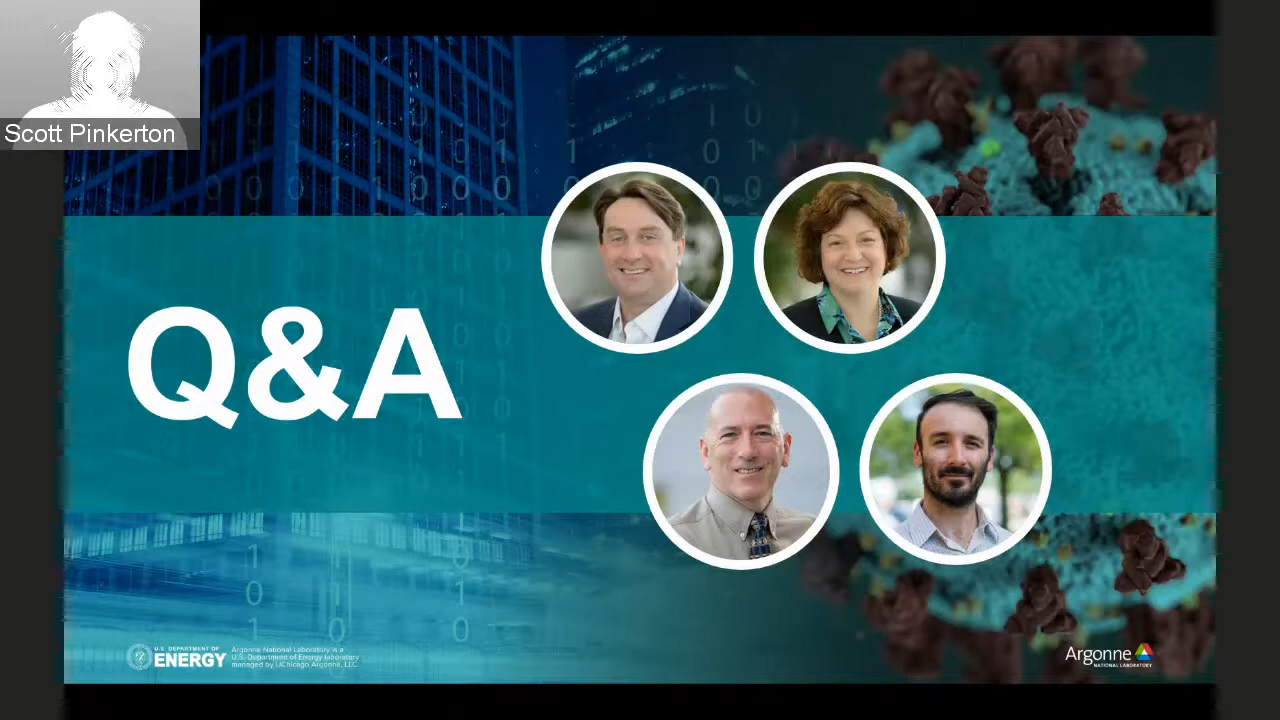 Scott Pinkerton
Q&A
U.S. DEPARTMENT OF
ENERGY
Argonne National Laboratory is a
U.S. Department of Energy laboratory
managed by UChicago Argonne, LLC.
Argonne
NATIONAL LABORATORY